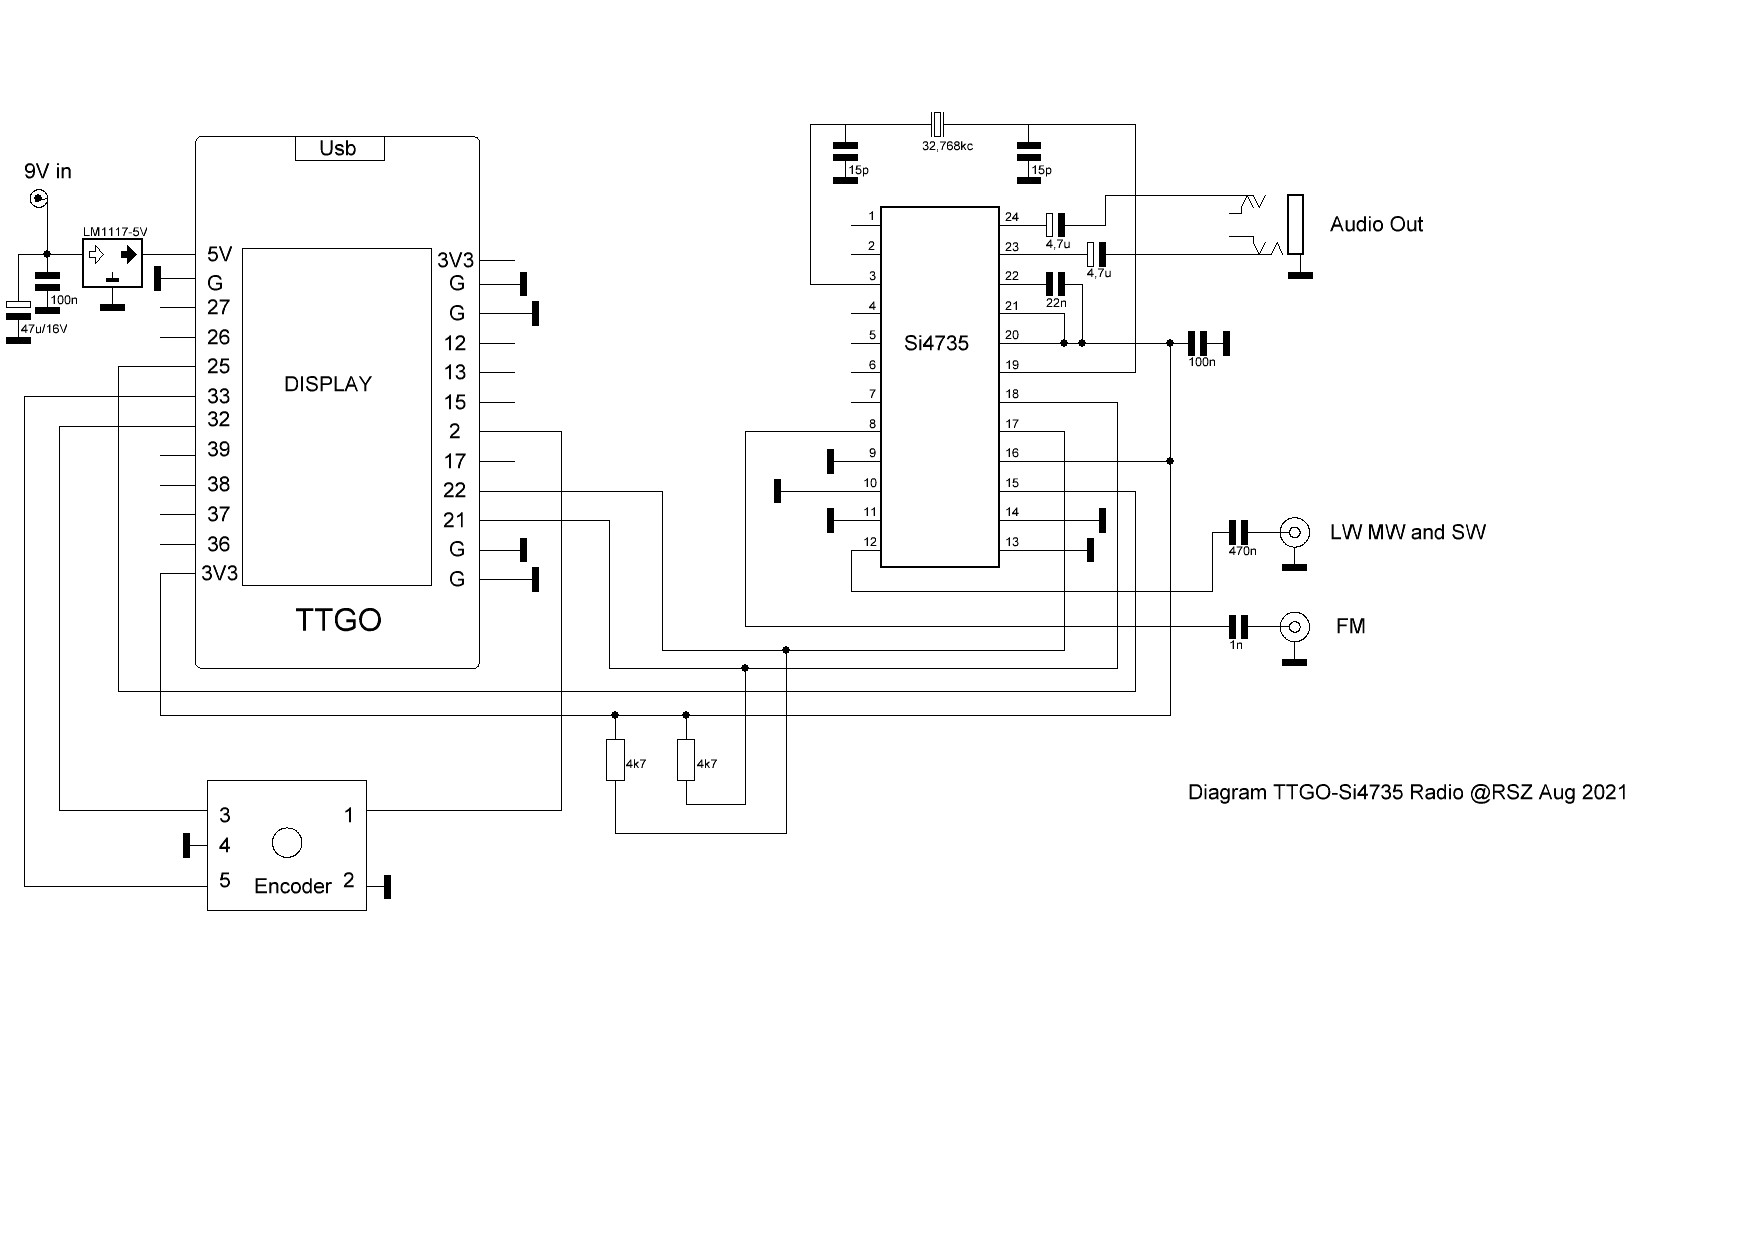 Usb
9V in
LM1117-5V
100n
47u/16V
5V
G
27
26
25
33
32
39
38
37
36
3V3
DISPLAY
TTGO
3V3
G
G
12
13
15
2
17
22
21
G
G
32,768kc
15p
15p
1
2
3
4
5
6
7
8
9
10
11
12
Si4735
24
23
22
21
20
19
18
17
16
15
14
13
4,7u
4,7u
22n
100n
Audio Out
470n
LW MW and SW
1n
FM
4k7
4k7
3
4
5
1
2
Encoder
Diagram TTGO-Si4735 Radio @RSZ Aug 2021